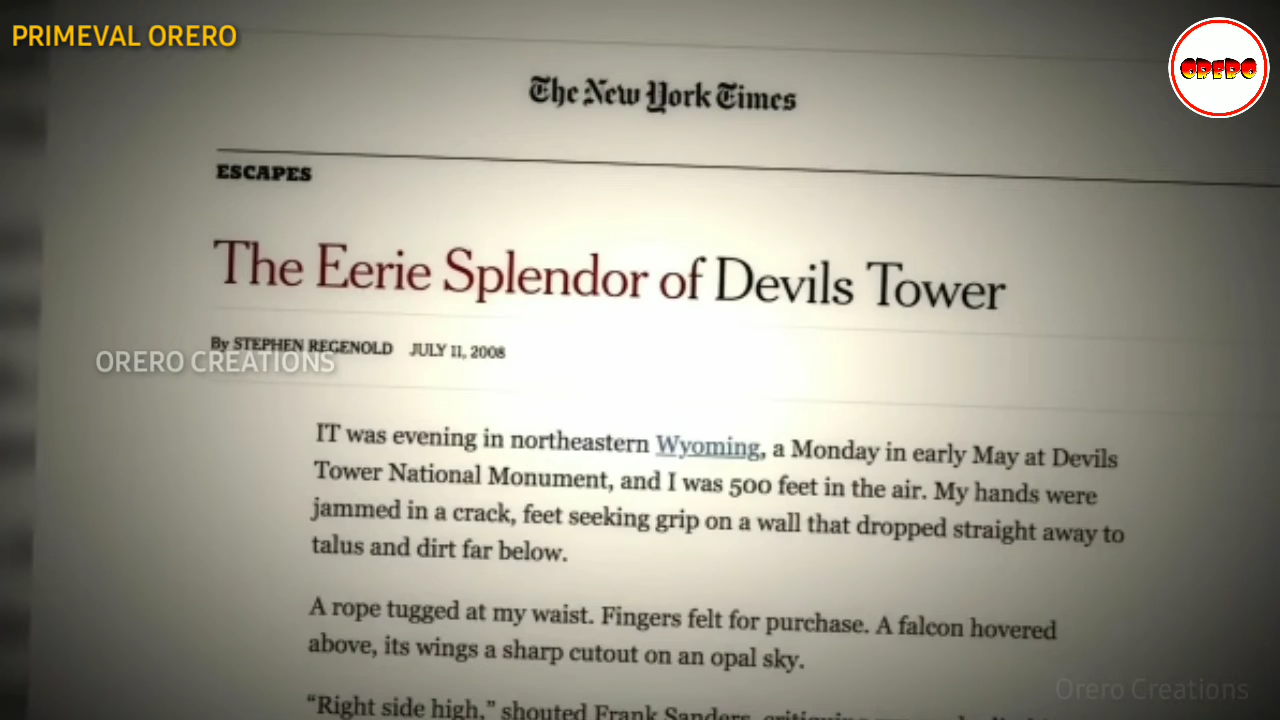 PRIMEVAL ORERO
ORERO
The New York Times
ESCAPES
The Eerie Splendor of Devils Tower
By STEPHEN REGENOLD JULY 11, 2008
ORERO CREATIONS
IT was evening in northeastern Wyoming, a Monday in early May at Devils
Tower National Monument, and I was 500 feet in the air. My hands were
jammed in a crack, feet seeking grip on a wall that dropped straight away to
talus and dirt far below.
A rope tugged at my waist. Fingers felt for purchase. A falcon hovered
above, its wings a sharp cutout on an opal sky.
Orero Creations
“Right side high,” shouted Frank Sanders,